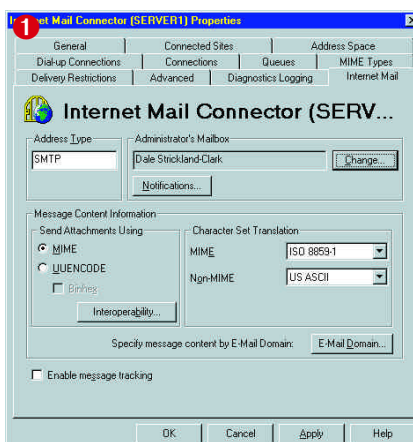 1
Internet Mail Connector (SERVER1) Properties
General Connected Sites Address Space
Dial-up Connections Connections Queues MIME Types
Delivery Restrictions Advanced Diagnostics Logging Internet Mail
Internet Mail Connector (SERV...
Address Type
SMTP
Administrator's Mailbox
Dale Strickland-Clark Change...
Notifications...
Message Content Information
Send Attachments Using
MIME
UUENCODE
Binhex
Interoperability...
Character Set Translation
MIME ISO 8859-1
Non-MIME US ASCII
Specify message content by E-Mail Domain: E-Mail Domain...
Enable message tracking
OK Cancel Apply Help